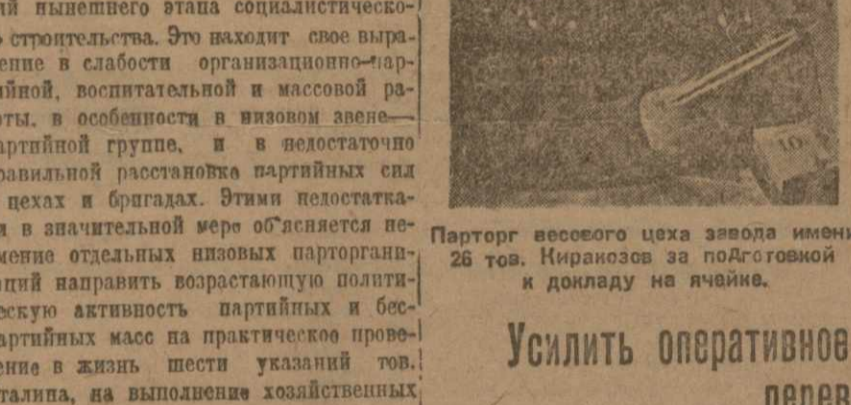 ий нынешнего этапа социалистическо-
строительства. Это находит свое выра-
ение в слабости организационно-пар-
ийной, воспитательной и массовой ра-
оты, в особенности в низовом звене—
артийной группе, и в недостаточно
равильной расстановке партийных сил
цехах и бригадах. Этими недостатка-
и в значительной мере об'ясняется не-
мение отдельных низовых парторгани-
аций направить возрастающую полити-
ескую активность партийных и бес-
артийных масс на практическое прове-
ение в жизнь шести указаний тов.
талина, на выполнение хозяйственных
10
Парторг весового цеха завода имени
26 тов. Киракозов за подготовкой
к докладу на ячейке.
Усилить оперативное
перев